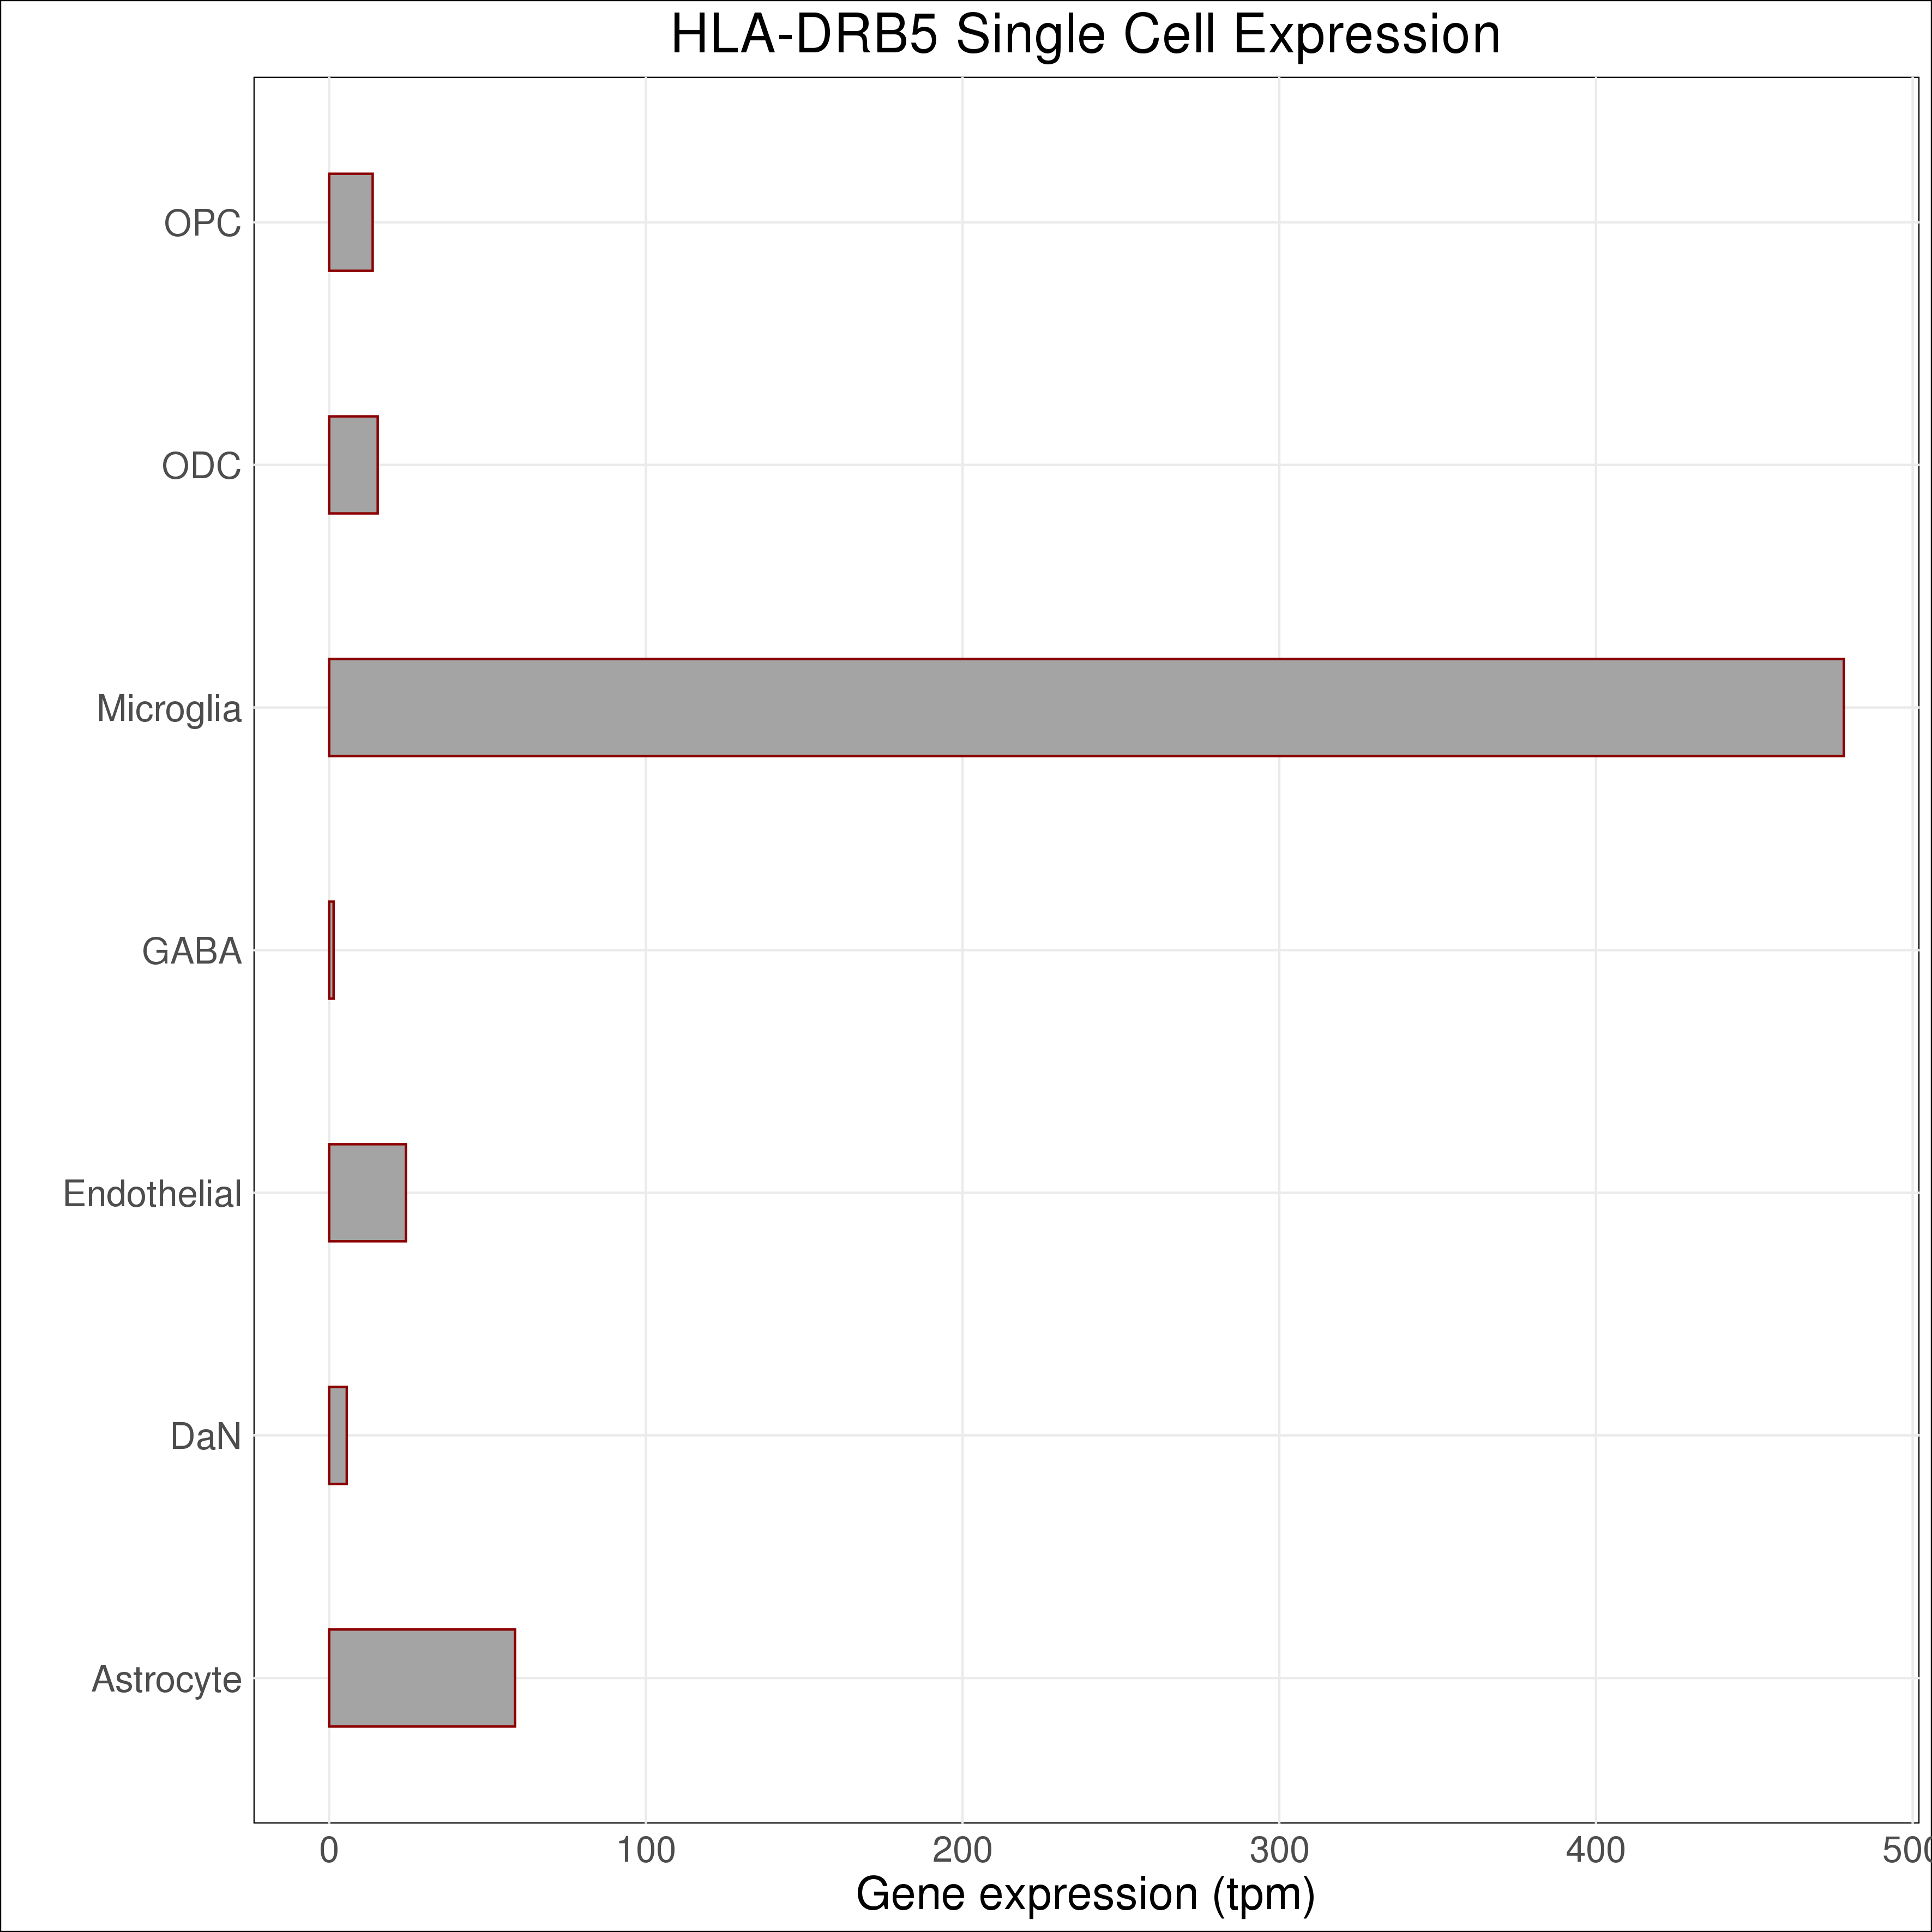 HLA-DRB5 Single Cell Expression
OPC
ODC
Microglia
GABA
Endothelial
DaN
Astrocyte
0 100 200 300 400 500
Gene expression (tpm)